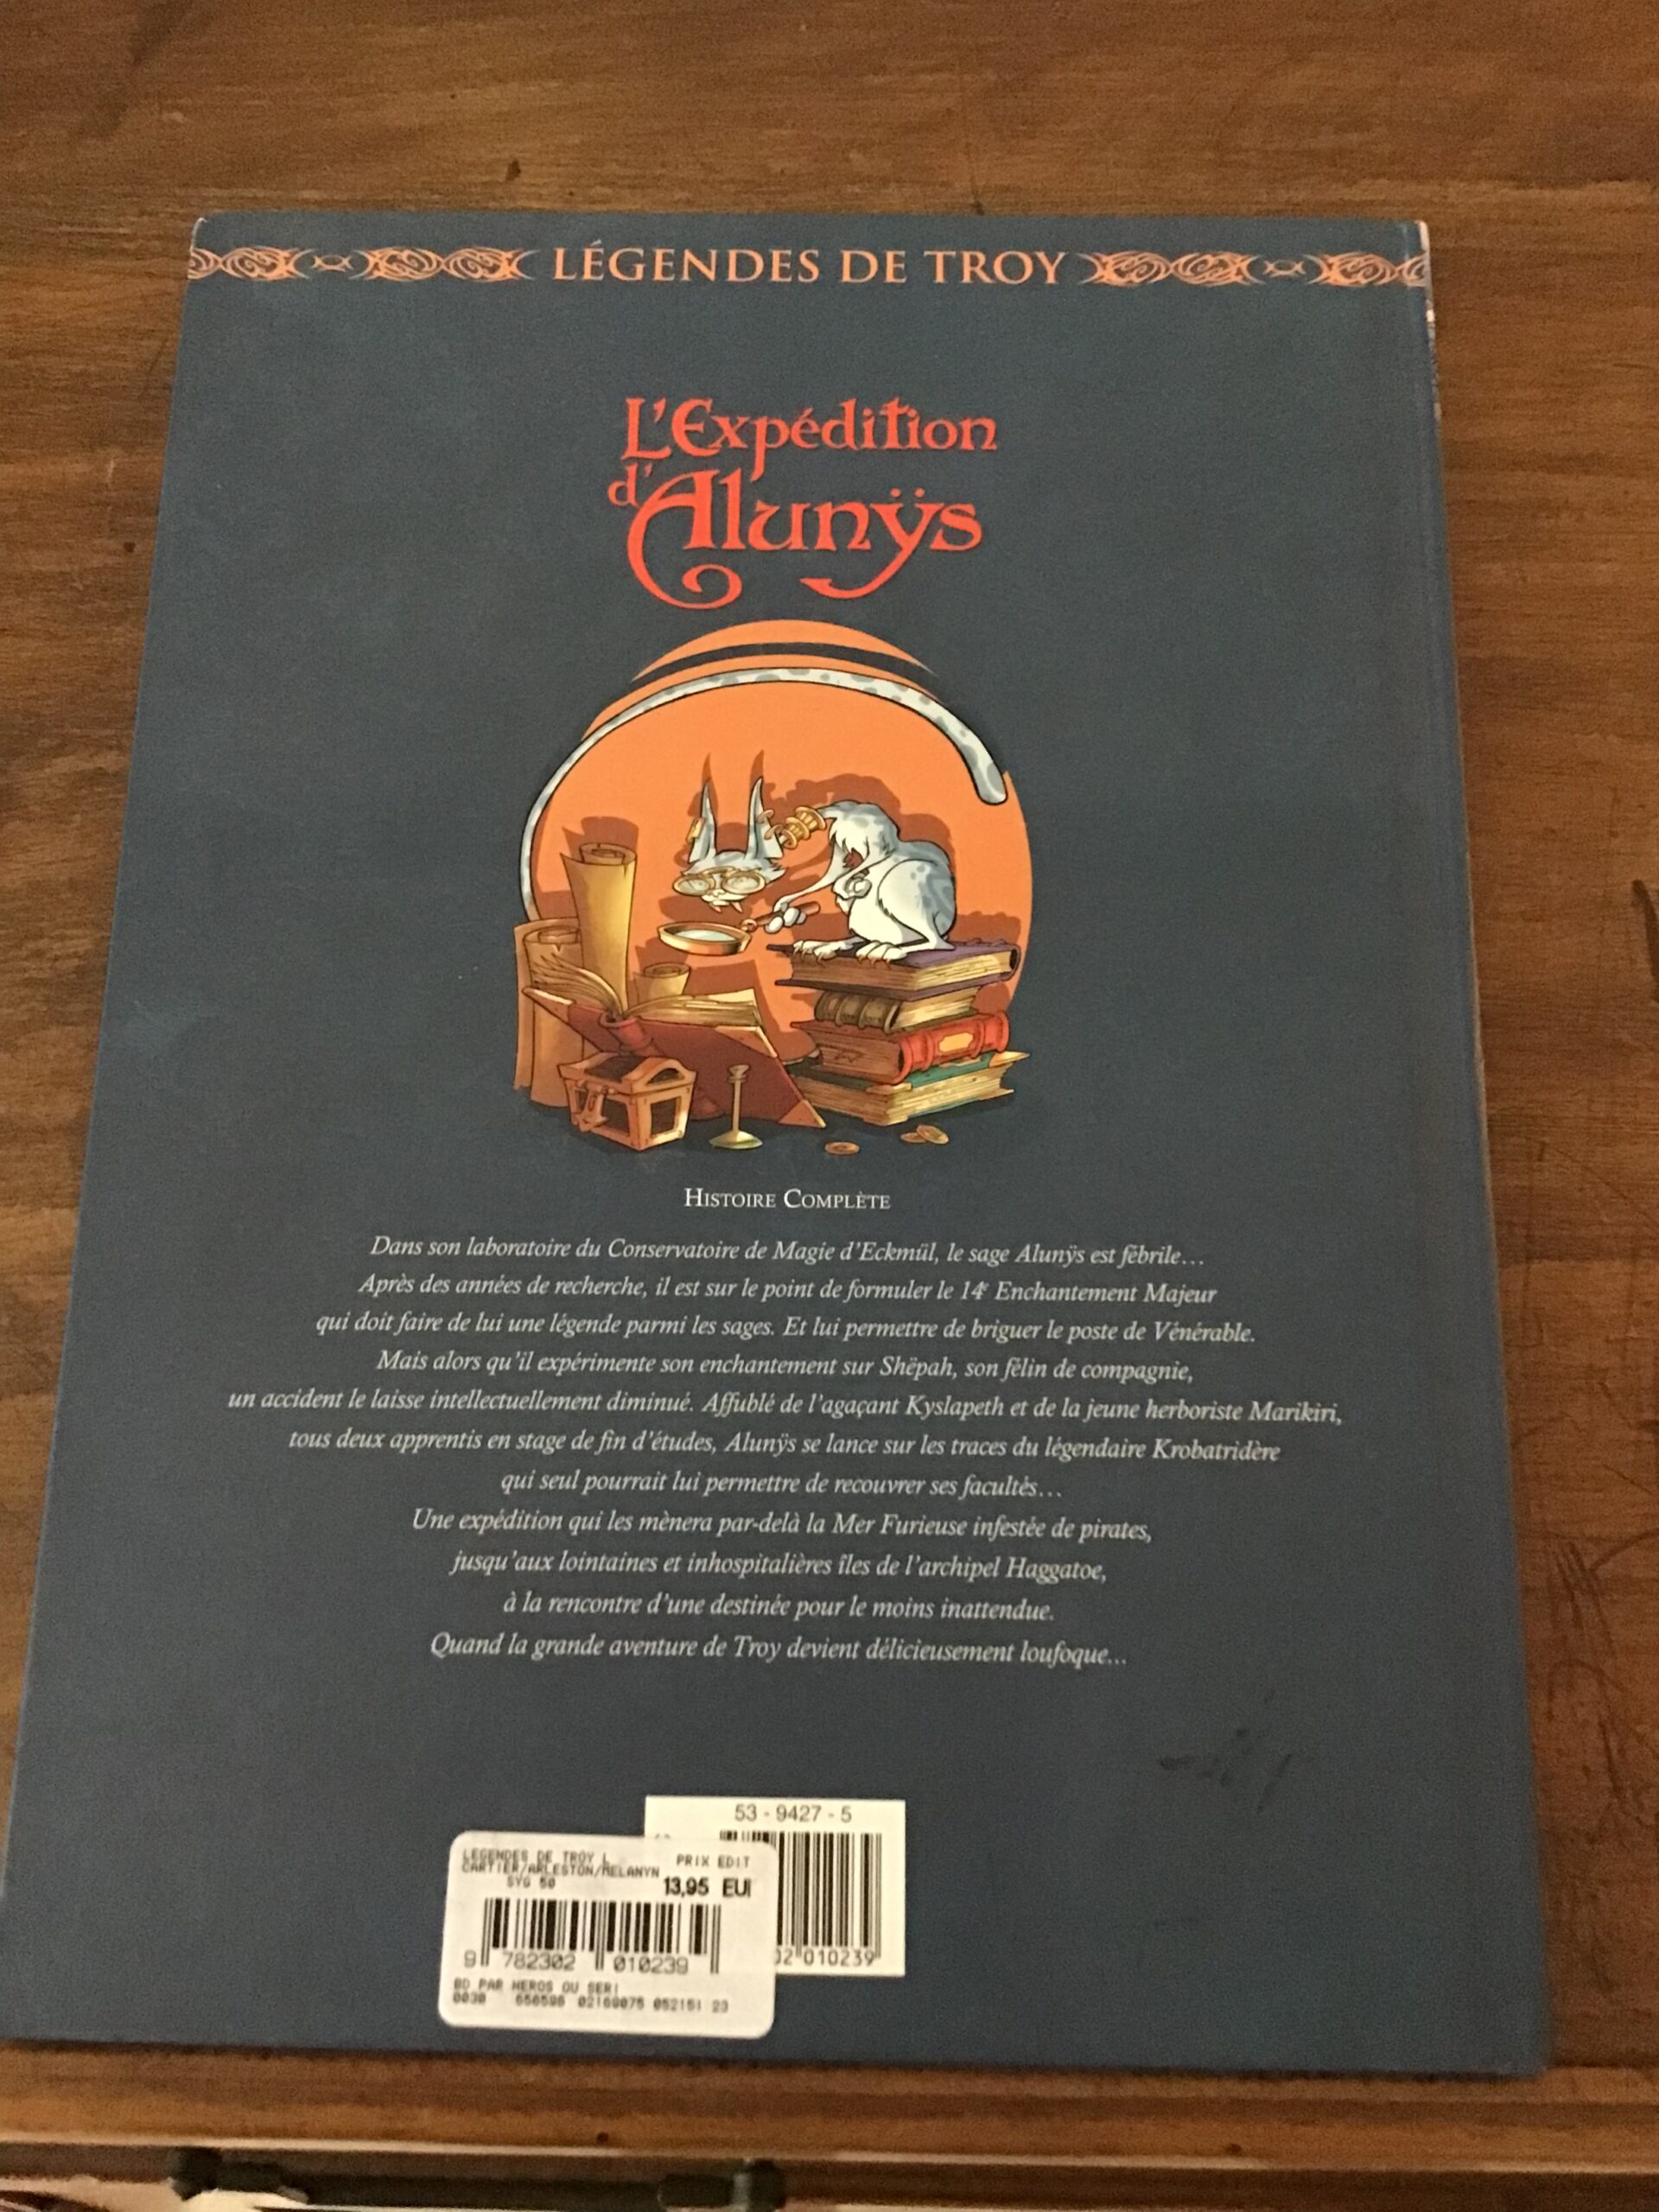 LÉGENDES DE TROY
L'Expédition
d'Alunÿs
HISTOIRE COMPLÈTE
Dans son laboratoire du Conservatoire de Magie d'Eckmül, le sage Alunÿs est fébrile...
Après des années de recherche, il est sur le point de formuler le 14e Enchantement Majeur
qui doit faire de lui une légende parmi les sages. Et lui permettre de briguer le poste de Vénérable.
Mais alors qu'il expérimente son enchantement sur Shëpah, son félin de compagnie,
un accident le laisse intellectuellement diminué. Affublé de l'agaçant Kyslapeth et de la jeune herboriste Marikiri,
tous deux apprentis en stage de fin d'études, Alunÿs se lance sur les traces du légendaire Krobatridère
qui seul pourrait lui permettre de recouvrer ses facultés...
Une expédition qui les mènera par-delà la Mer Furieuse infestée de pirates,
jusqu'aux lointaines et inhospitalières îles de l'archipel Haggatoe,
à la rencontre d'une destinée pour le moins inattendue.
Quand la grande aventure de Troy devient délicieusement loufoque...
53 - 9427 - 5
LEGENDES DE TROY L PRIX EDIT
CARTIER/ARLESTON/MELANYN
SYG 50 13,95 EU
9 782302 010239
02 010239
BD PAR HEROS OU SERI
0030 656596 02169075 052151 23